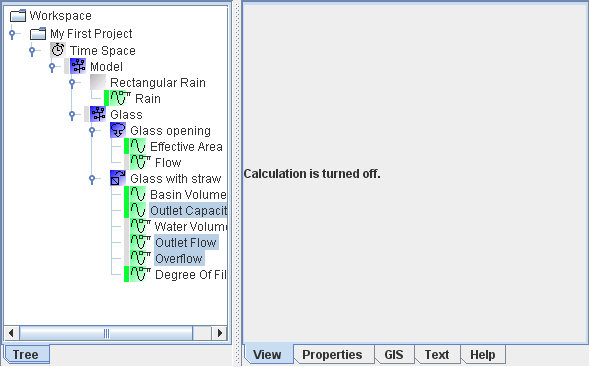 Workspace
My First Project
Time Space
Model
Rectangular Rain
Rain
Glass
Glass opening
Effective Area
Flow
Glass with straw
Basin Volume
Outlet Capacit
Water Volum
Outlet Flow
Overflow
Degree Of Fil
Tree
Calculation is turned off.
View Properties GIS Text Help